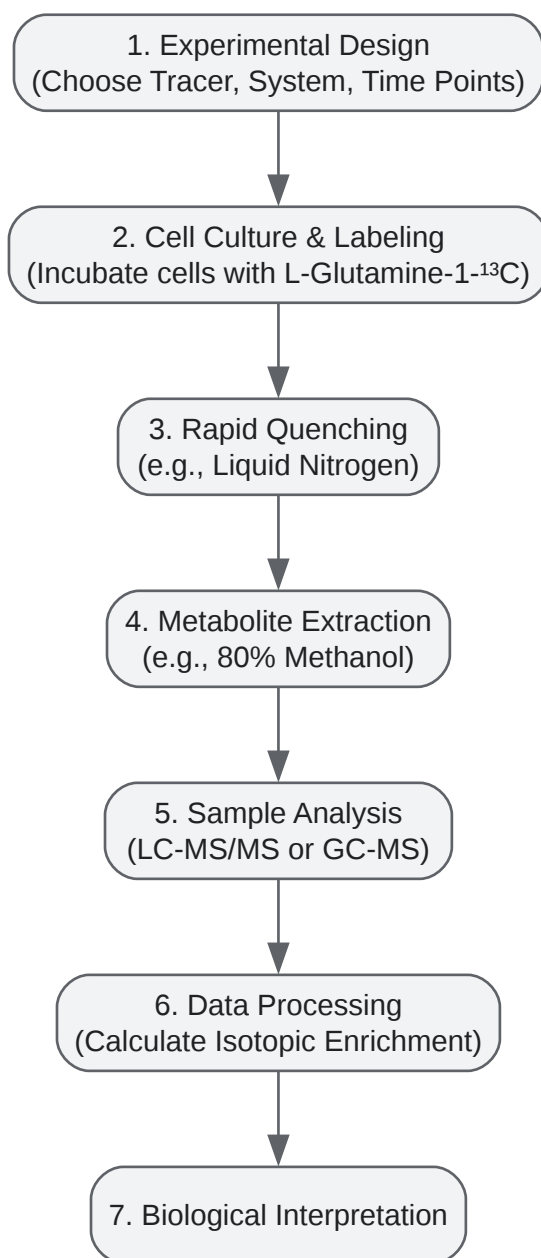 1. Experimental Design
(Choose Tracer, System, Time Points)
2. Cell Culture & Labeling
(Incubate cells with L-Glutamine-1-¹³C)
3. Rapid Quenching
(e.g., Liquid Nitrogen)
4. Metabolite Extraction
(e.g., 80% Methanol)
5. Sample Analysis
(LC-MS/MS or GC-MS)
6. Data Processing
(Calculate Isotopic Enrichment)
7. Biological Interpretation